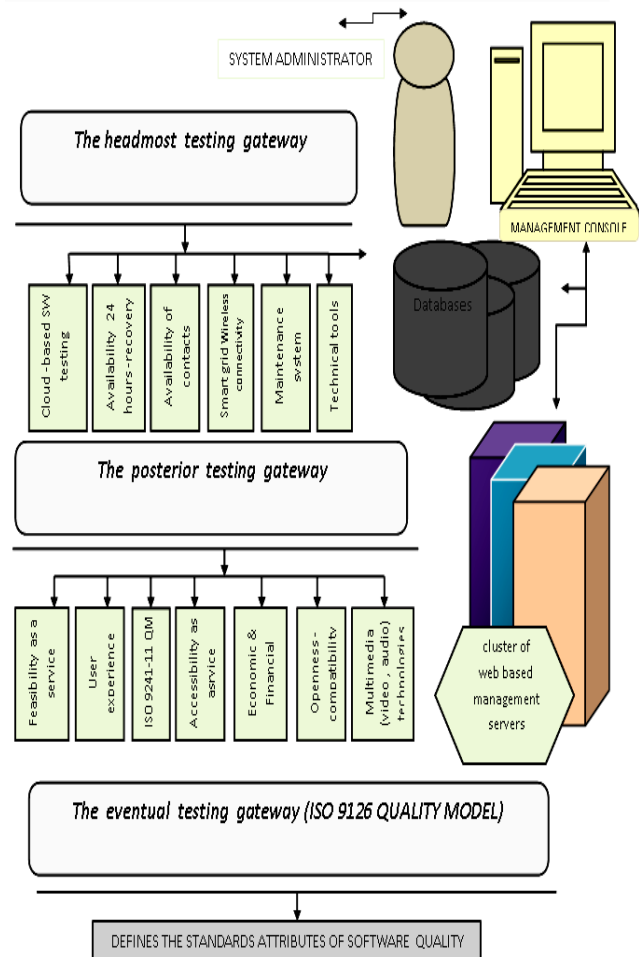 SYSTEM ADMINISTRATOR
The headmost testing gateway
MANAGEMENT CONSOLE
Databases
Cloud-based SW
testing
Availability 24
hours-recovery
Availability of
contacts
Smart grid Wireless
connectivity
Maintenance
system
Technical tools
The posterior testing gateway
Feasibility as a
service
User
experience
ISO 9241-11 QM
Accessibility as
asrvice
Economic &
Financial
Openness -
compatibility
Multimedia
(video , audio)
technologies
cluster of
web based
management
servers
The eventual testing gateway (ISO 9126 QUALITY MODEL)
DEFINES THE STANDARDS ATTRIBUTES OF SOFTWARE QUALITY